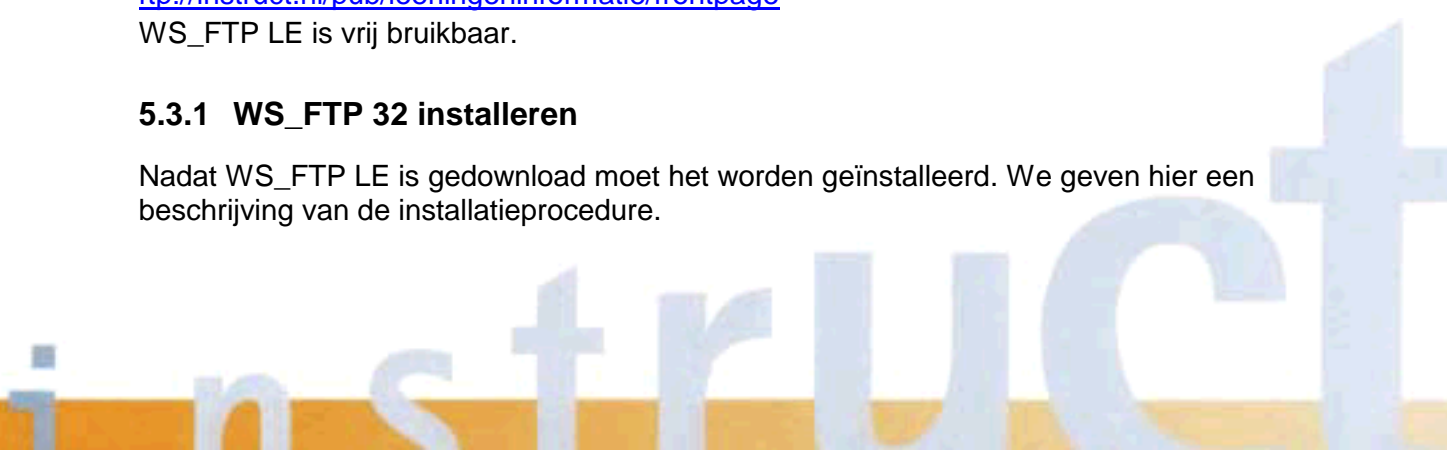 WS_FTP LE is vrij bruikbaar.
5.3.1 WS_FTP 32 installeren
Nadat WS_FTP LE is gedownload moet het worden geïnstalleerd. We geven hier een
beschrijving van de installatieprocedure.
instruct